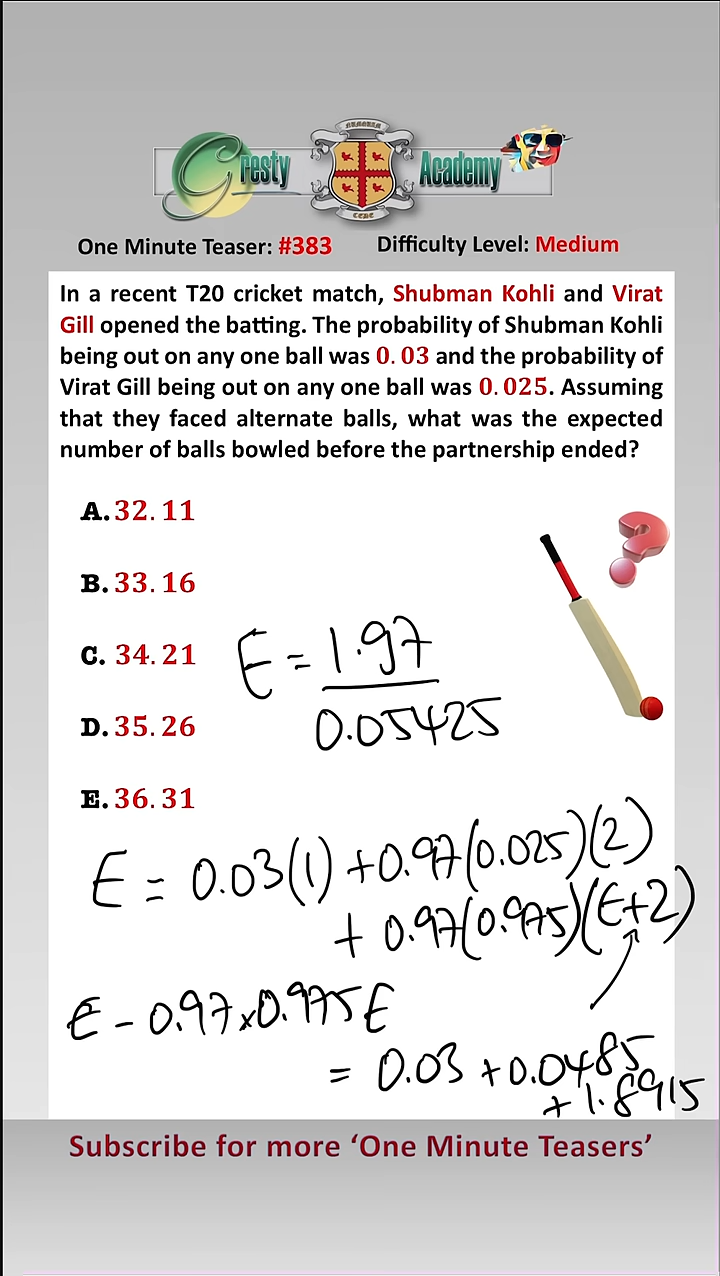 NUMQUAM
Gresty Academy
CEDE
One Minute Teaser: #383 Difficulty Level: Medium
In a recent T20 cricket match, Shubman Kohli and Virat
Gill opened the batting. The probability of Shubman Kohli
being out on any one ball was 0.03 and the probability of
Virat Gill being out on any one ball was 0.025. Assuming
that they faced alternate balls, what was the expected
number of balls bowled before the partnership ended?
A. 32.11
B. 33.16
C. 34.21
D. 35.26
E. 36.31
E = 1.97
0.05425
E = 0.03(1) + 0.97(0.025)(2)
+ 0.97(0.975)(E+2)
E - 0.97x0.975E
= 0.03 + 0.0485
+ 1.8915
Subscribe for more ‘One Minute Teasers’